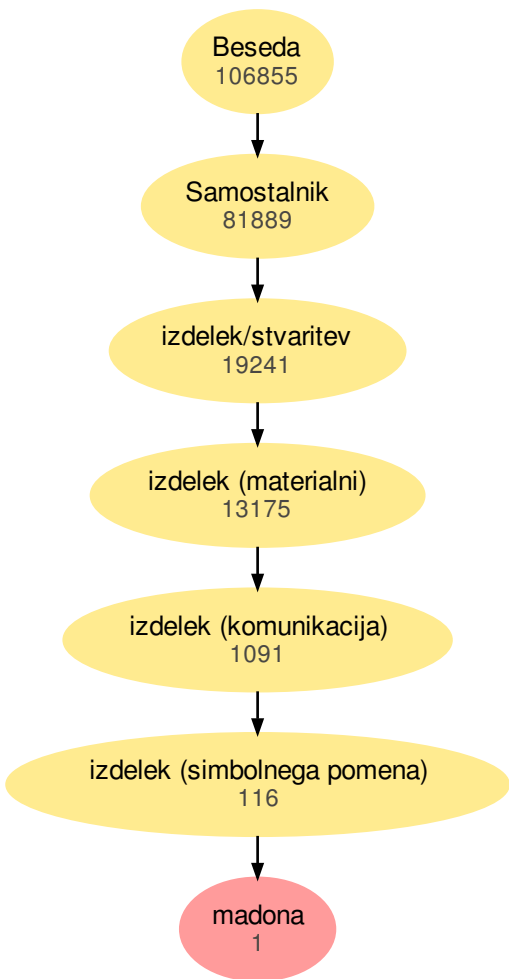 Beseda
106855
Samostalnik
81889
izdelek/stvaritev
19241
izdelek (materialni)
13175
izdelek (komunikacija)
1091
izdelek (simbolnega pomena)
116
madona
1